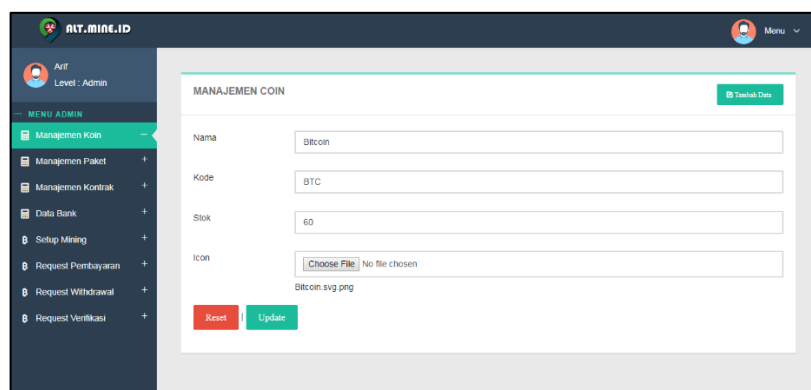 ALT.MINE.ID
Menu
Arif
Level : Admin
MENU ADMIN
Manajemen Koin
Manajemen Paket
Manajemen Kontrak
Data Bank
Setup Mining
Request Pembayaran
Request Withdrawal
Request Verifikasi
MANAJEMEN COIN
Tambah Data
Nama
Bitcoin
Kode
BTC
Stok
60
Icon
Choose File No file chosen
Bitcoin.svg.png
Reset | Update